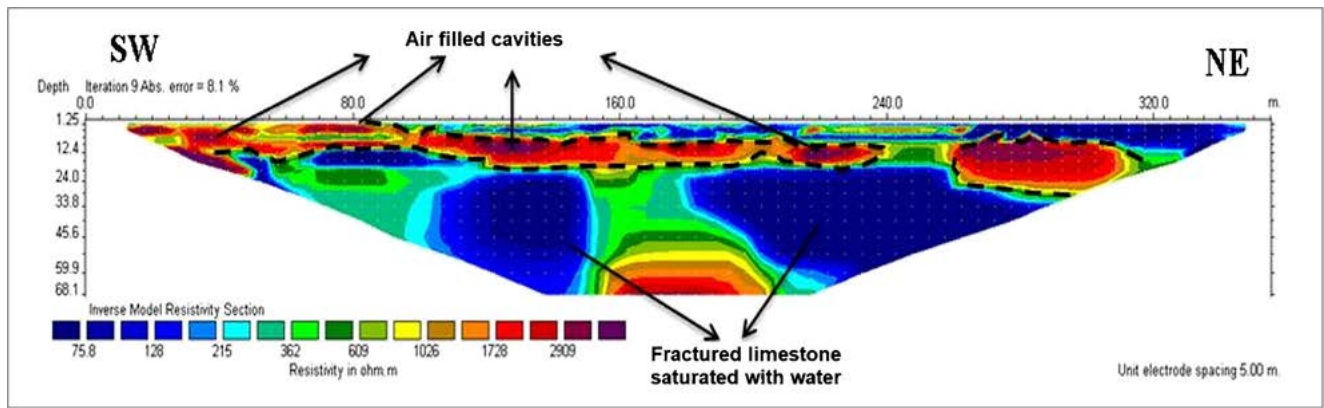 SW
Air filled cavities
NE
Depth Iteration 9 Abs. error = 8.1 %
0.0 80.0 160.0 240.0 320.0 m.
1.25
12.4
24.0
33.8
45.6
59.9
68.1
Inverse Model Resistivity Section
75.8 128 215 362 609 1026 1728 2909
Resistivity in ohm.m
Fractured limestone
saturated with water
Unit electrode spacing 5.00 m.